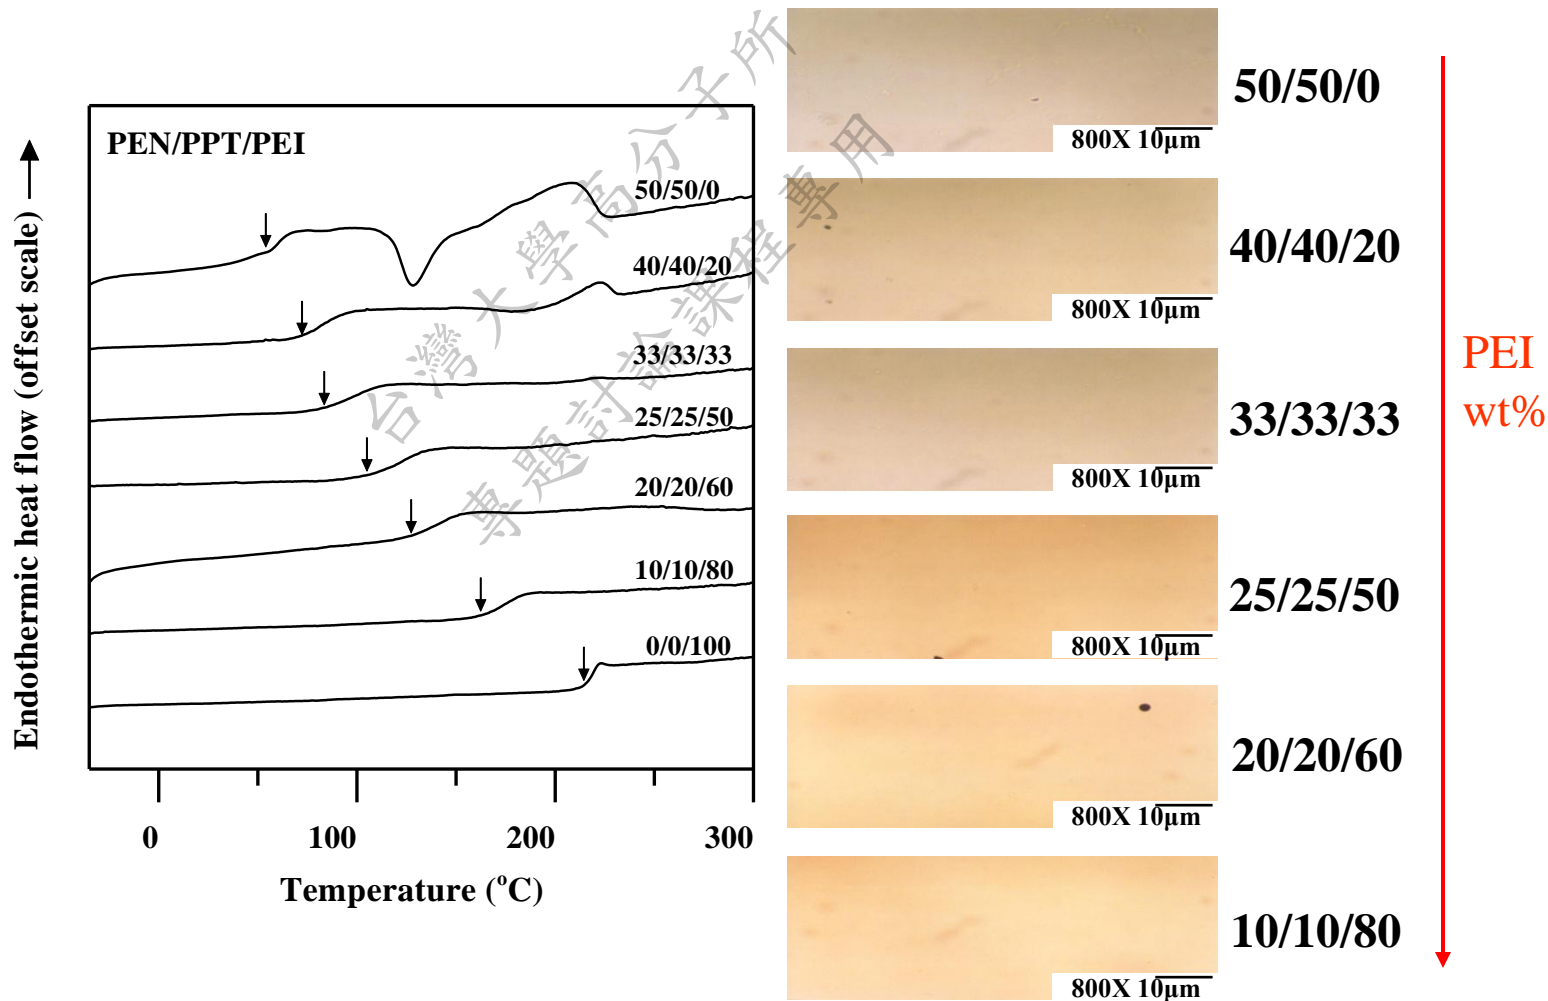 PEN/PPT/PEI
Endothermic heat flow (offset scale)
50/50/0
40/40/20
33/33/33
25/25/50
20/20/60
10/10/80
0/0/100
0
100
200
300
Temperature (°C)
台灣大學高分子所
專題討論課程專用
800X 10μm
50/50/0
800X 10μm
40/40/20
800X 10μm
33/33/33
800X 10μm
25/25/50
800X 10μm
20/20/60
800X 10μm
10/10/80
PEI
wt%